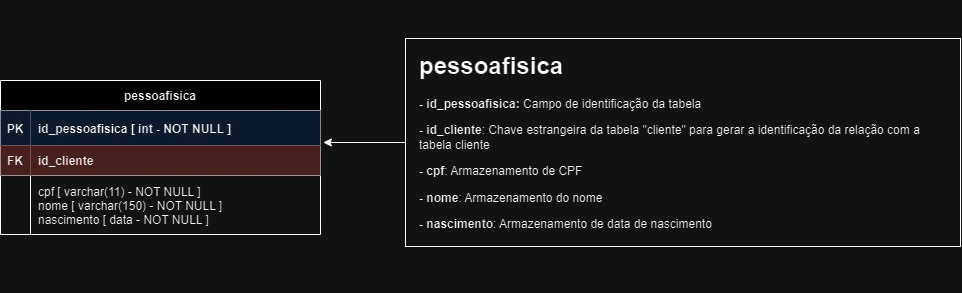 pessoafisica
PK id_pessoafisica [ int - NOT NULL ]
FK id_cliente
cpf [ varchar(11) - NOT NULL ]
nome [ varchar(150) - NOT NULL ]
nascimento [ data - NOT NULL ]
pessoafisica
- id_pessoafisica: Campo de identificação da tabela
- id_cliente: Chave estrangeira da tabela "cliente" para gerar a identificação da relação com a
tabela cliente
- cpf: Armazenamento de CPF
- nome: Armazenamento do nome
- nascimento: Armazenamento de data de nascimento